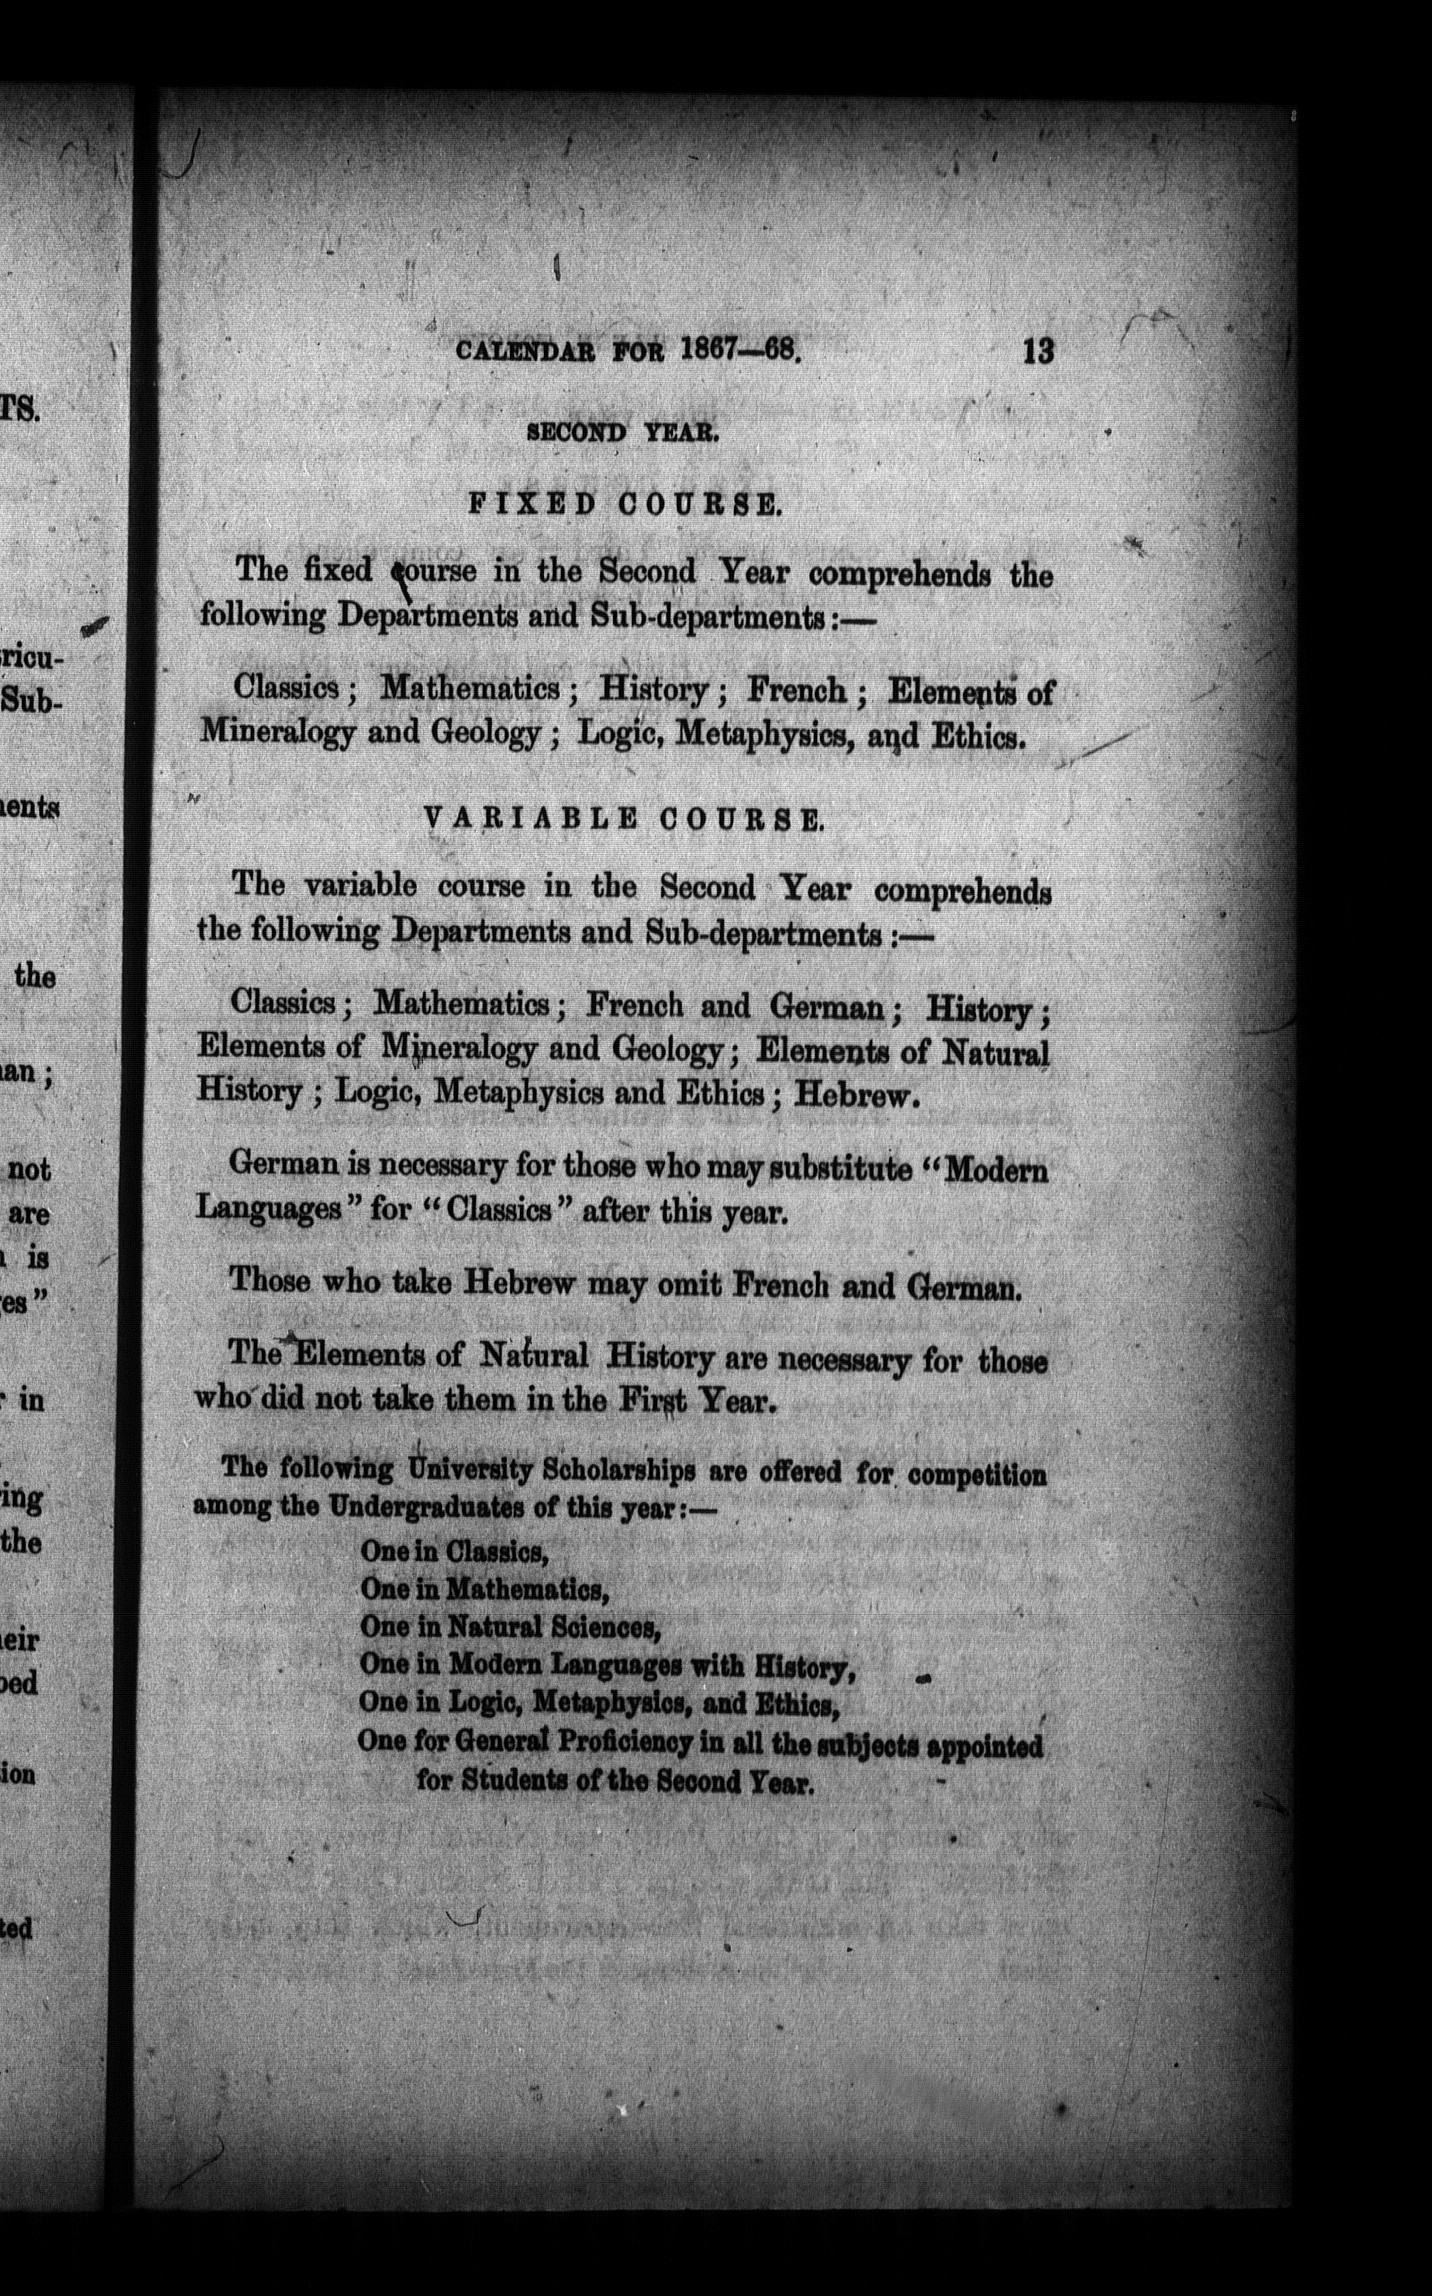 CALENDAR FOR 1867—68. 13
SECOND YEAR.
FIXED COURSE.
The fixed course in the Second Year comprehends the
following Departments and Sub-departments:—
Classics; Mathematics; History; French; Elements of
Mineralogy and Geology; Logic, Metaphysics, and Ethics.
VARIABLE COURSE.
The variable course in the Second Year comprehends
the following Departments and Sub-departments:—
Classics; Mathematics; French and German; History;
Elements of Mineralogy and Geology; Elements of Natural
History; Logic, Metaphysics and Ethics; Hebrew.
German is necessary for those who may substitute “Modern
Languages” for “Classics” after this year.
Those who take Hebrew may omit French and German.
The Elements of Natural History are necessary for those
who did not take them in the First Year.
The following University Scholarships are offered for competition
among the Undergraduates of this year:—
One in Classics,
One in Mathematics,
One in Natural Sciences,
One in Modern Languages with History,
One in Logic, Metaphysics, and Ethics,
One for General Proficiency in all the subjects appointed
for Students of the Second Year.